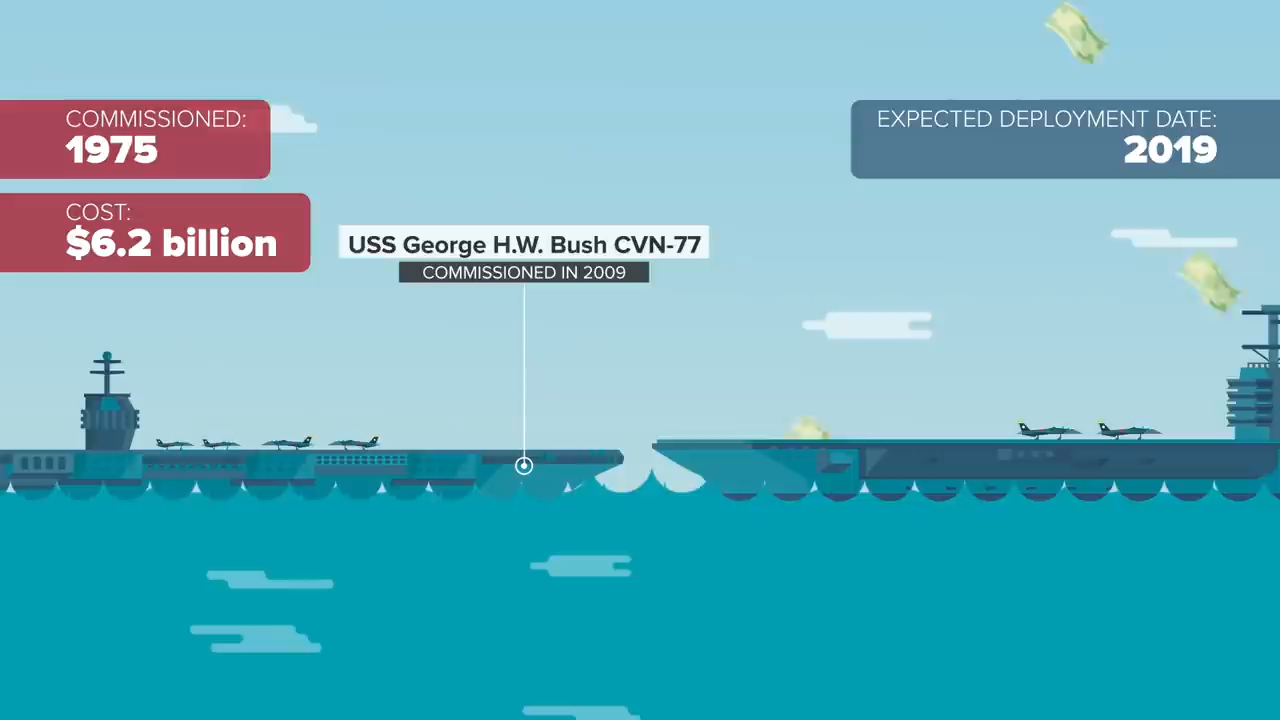 COMMISSIONED:
1975
COST:
$6.2 billion
USS George H.W. Bush CVN-77
COMMISSIONED IN 2009
EXPECTED DEPLOYMENT DATE:
2019